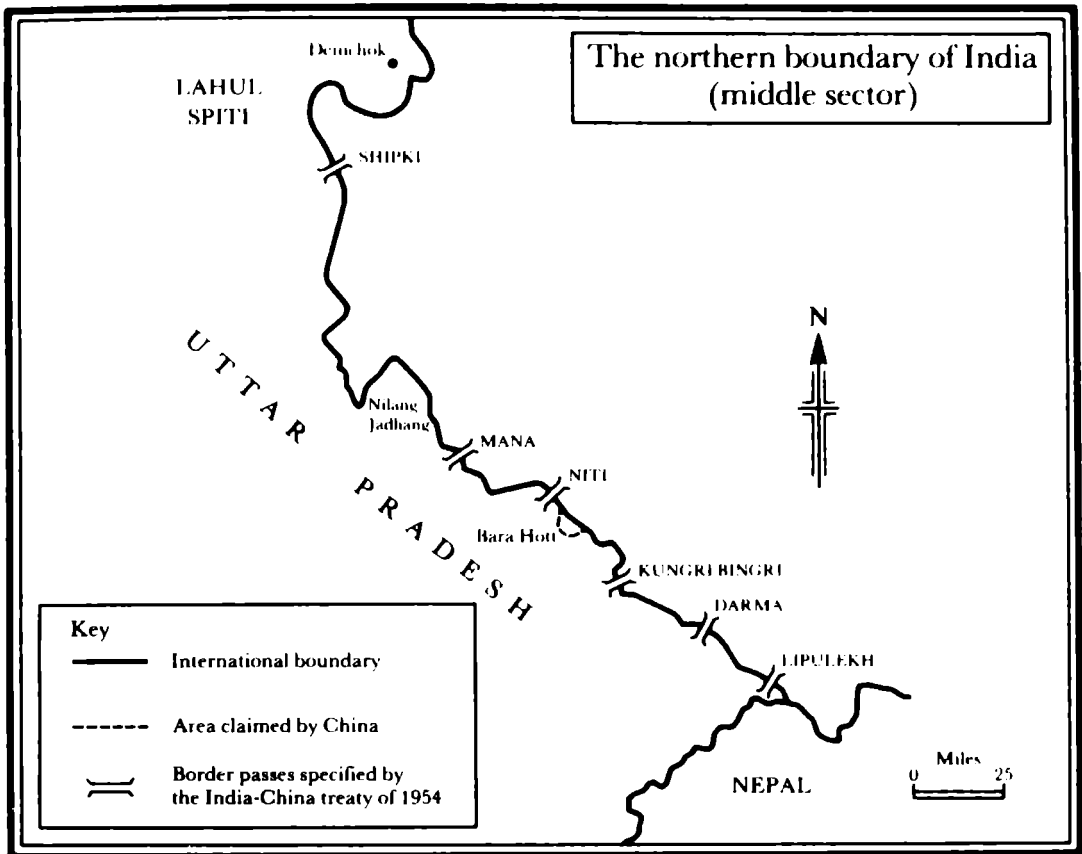 The northern boundary of India
(middle sector)
Demchok
LAHUL
SPITI
SHIPKI
N
UTTAR PRADESH
Nilang
Jadhang
MANA
NITI
Bara Hoti
KUNGRI BINGRI
DARMA
LIPULEKH
NEPAL
Miles
0 25
Key
International boundary
Area claimed by China
Border passes specified by
the India-China treaty of 1954